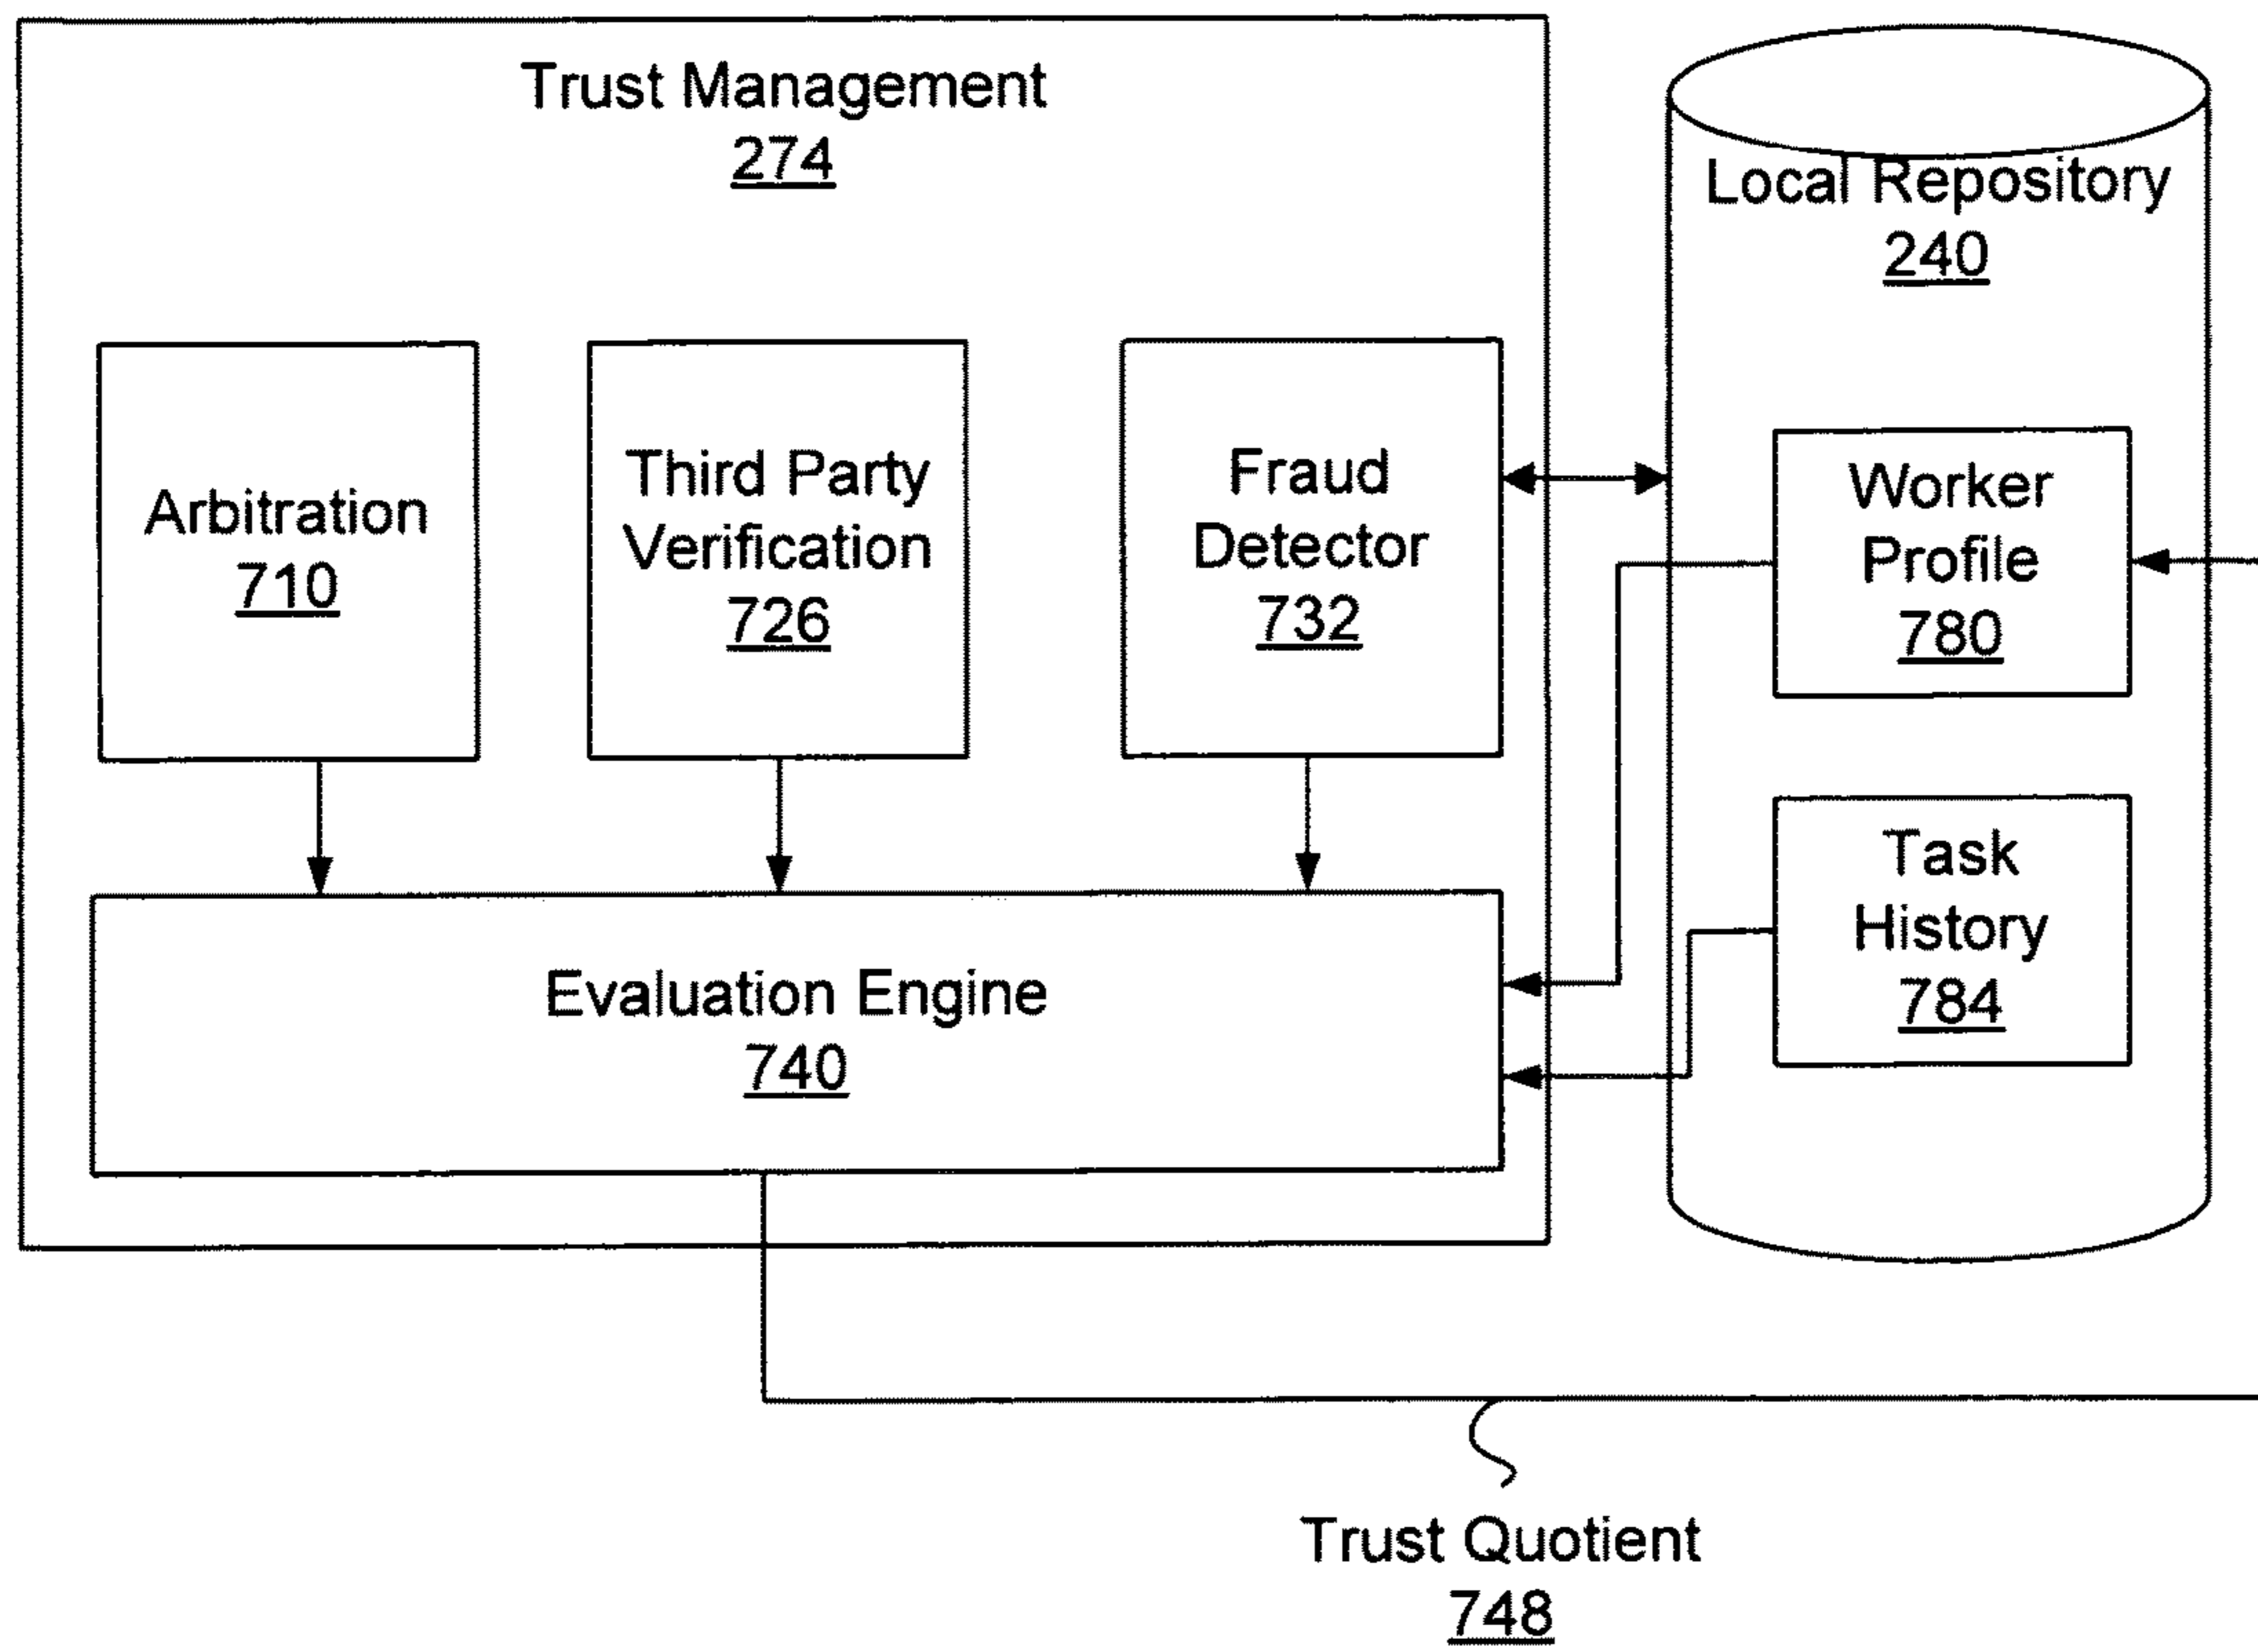 Trust Management
274
Local Repository
240
Arbitration
710
Third Party
Verification
726
Fraud
Detector
732
Worker
Profile
780
Task
History
784
Evaluation Engine
740
Trust Quotient
748